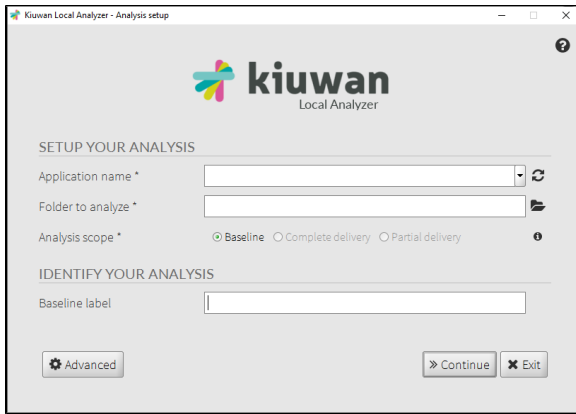 Kiuwan Local Analyzer - Analysis setup
kiuwan
Local Analyzer
SETUP YOUR ANALYSIS
Application name *
Folder to analyze *
Analysis scope * Baseline Complete delivery Partial delivery
IDENTIFY YOUR ANALYSIS
Baseline label
Advanced Continue Exit